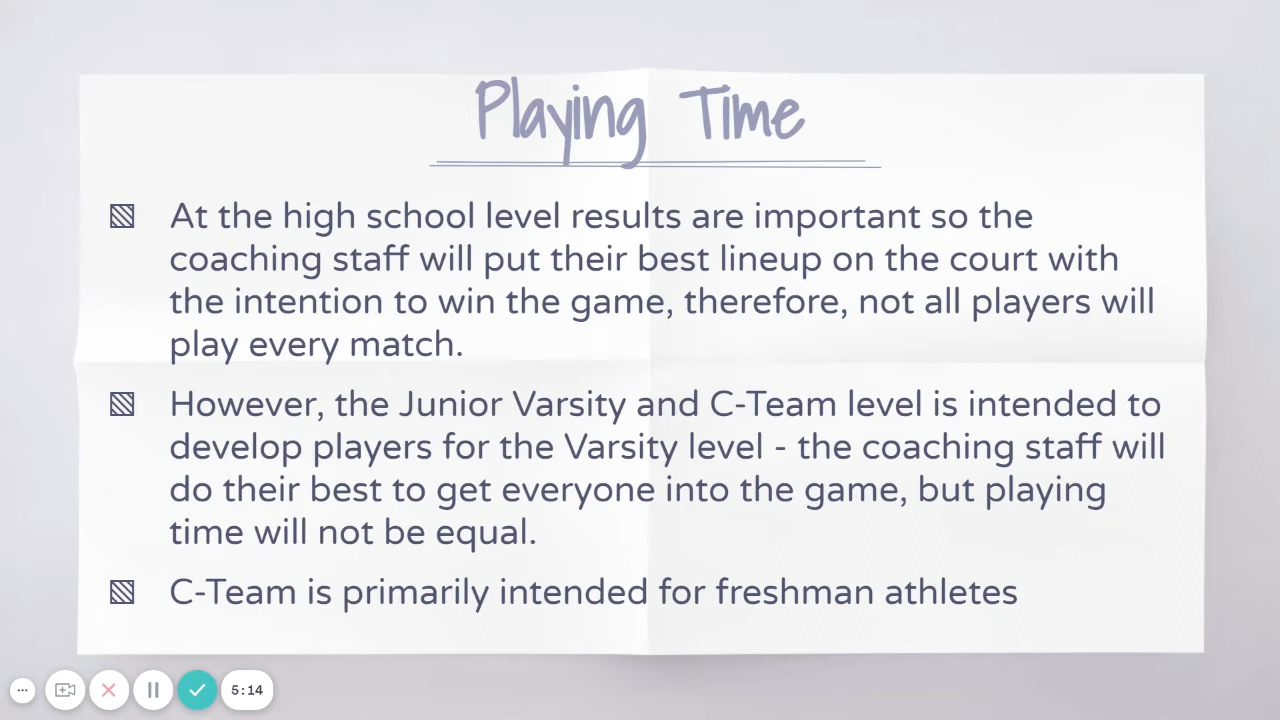 Playing Time
At the high school level results are important so the
coaching staff will put their best lineup on the court with
the intention to win the game, therefore, not all players will
play every match.
However, the Junior Varsity and C-Team level is intended to
develop players for the Varsity level - the coaching staff will
do their best to get everyone into the game, but playing
time will not be equal.
C-Team is primarily intended for freshman athletes
5:14